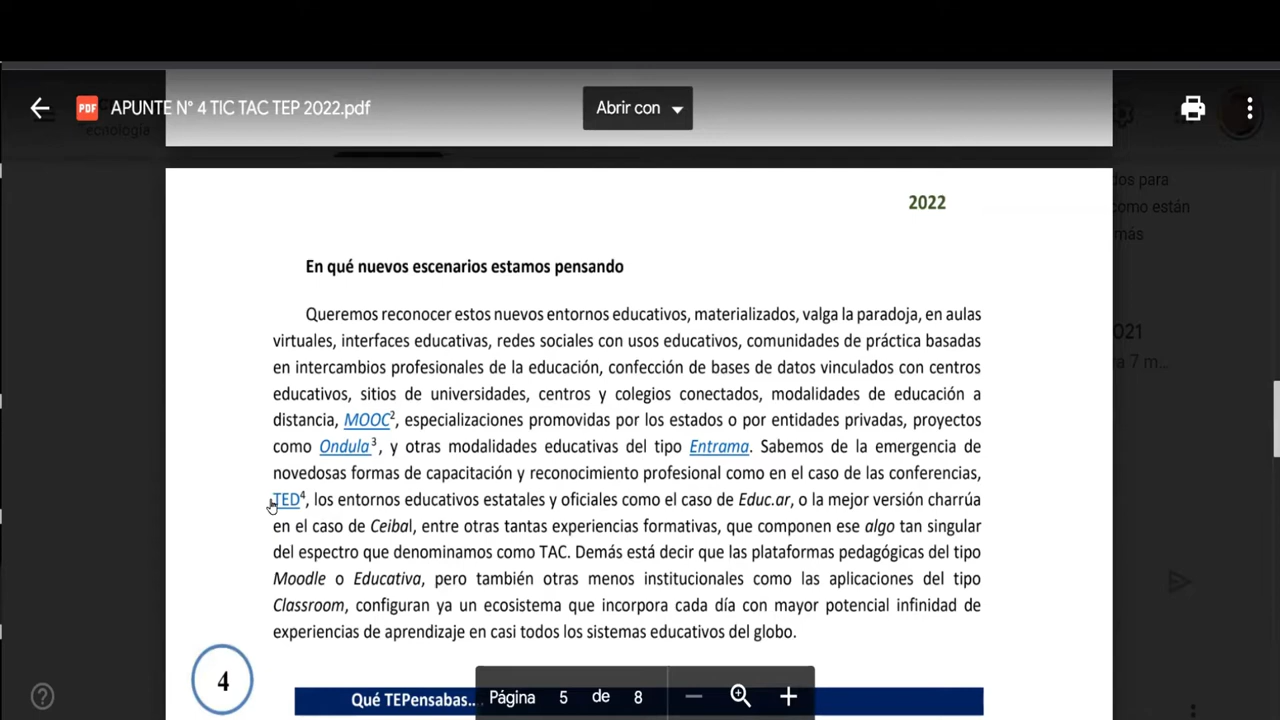 APUNTE N° 4 TIC TAC TEP 2022.pdf
Abrir con
ecnología
2022
dos para
como están
más
En qué nuevos escenarios estamos pensando
Queremos reconocer estos nuevos entornos educativos, materializados, valga la paradoja, en aulas
virtuales, interfaces educativas, redes sociales con usos educativos, comunidades de práctica basadas
en intercambios profesionales de la educación, confección de bases de datos vinculados con centros
educativos, sitios de universidades, centros y colegios conectados, modalidades de educación a
distancia, MOOC2, especializaciones promovidas por los estados o por entidades privadas, proyectos
como Ondula3, y otras modalidades educativas del tipo Entrama. Sabemos de la emergencia de
novedosas formas de capacitación y reconocimiento profesional como en el caso de las conferencias,
TED4, los entornos educativos estatales y oficiales como el caso de Educ.ar, o la mejor versión charrúa
en el caso de Ceibal, entre otras tantas experiencias formativas, que componen ese algo tan singular
del espectro que denominamos como TAC. Demás está decir que las plataformas pedagógicas del tipo
Moodle o Educativa, pero también otras menos institucionales como las aplicaciones del tipo
Classroom, configuran ya un ecosistema que incorpora cada día con mayor potencial infinidad de
experiencias de aprendizaje en casi todos los sistemas educativos del globo.
021
ra 7 m...
4
Qué TEPensabas...
Página 5 de 8